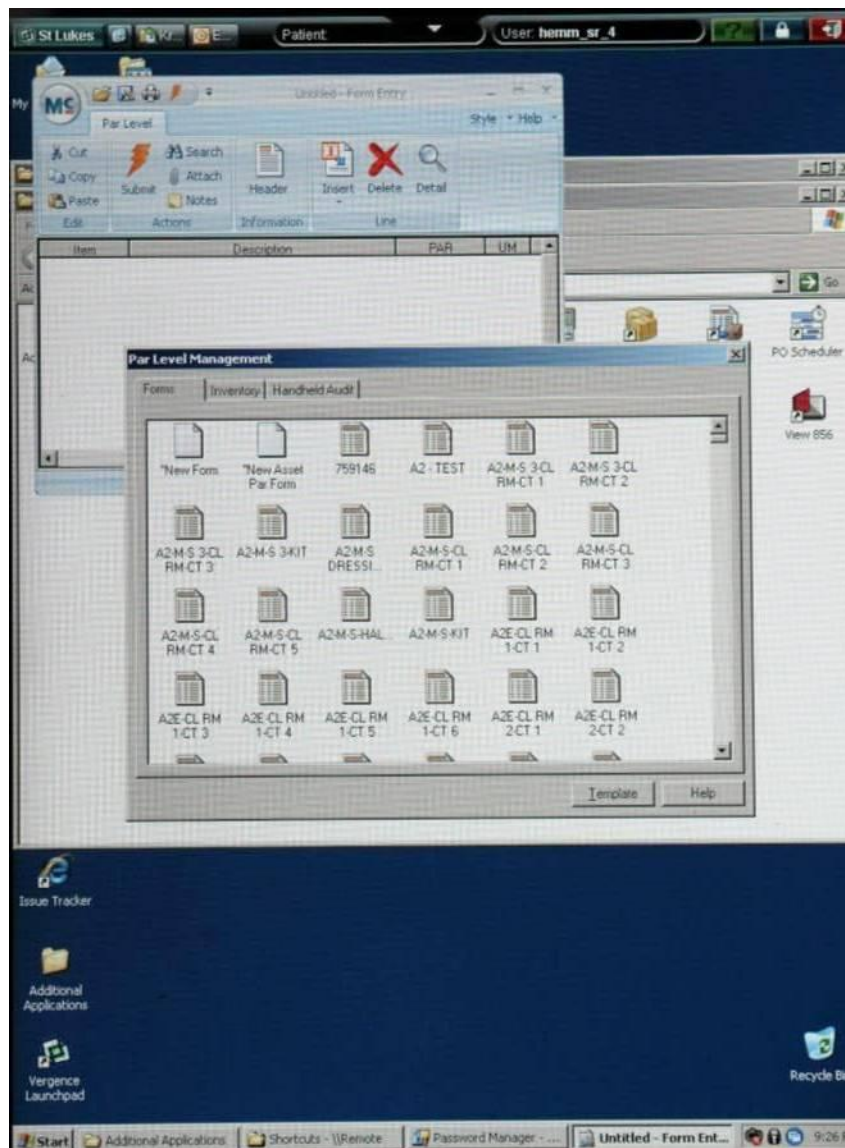 St Lukes
Kr...
E...
Patient
User: hemm_sr_4
?
My
MS
Untitled - Form Entry
Par Level
Style
Help
Cut
Copy
Paste
Edit
Submit
Search
Attach
Notes
Actions
Header
Information
Insert
Delete
Detail
Line
Item
Description
PAR
UM
Go
PO Scheduler
View 856
Par Level Management
Forms
Inventory
Handheld Audit
"New Form
"New Asset
Par Form
759146
A2 - TEST
A2-M-S 3-CL
RM-CT 1
A2-M-S 3-CL
RM-CT 2
A2-M-S 3-CL
RM-CT 3
A2-M-S 3-KIT
A2-M-S
DRESSI...
A2-M-S-CL
RM-CT 1
A2-M-S-CL
RM-CT 2
A2-M-S-CL
RM-CT 3
A2-M-S-CL
RM-CT 4
A2-M-S-CL
RM-CT 5
A2-M-S-HAL...
A2-M-S-KIT
A2E-CL RM
1-CT 1
A2E-CL RM
1-CT 2
A2E-CL RM
1-CT 3
A2E-CL RM
1-CT 4
A2E-CL RM
1-CT 5
A2E-CL RM
1-CT 6
A2E-CL RM
2-CT 1
A2E-CL RM
2-CT 2
Template
Help
Issue Tracker
Additional
Applications
Vergence
Launchpad
Recycle Bi
Start
Additional Applications
Shortcuts - \\Remote
Password Manager - ...
Untitled - Form Ent...
9:26